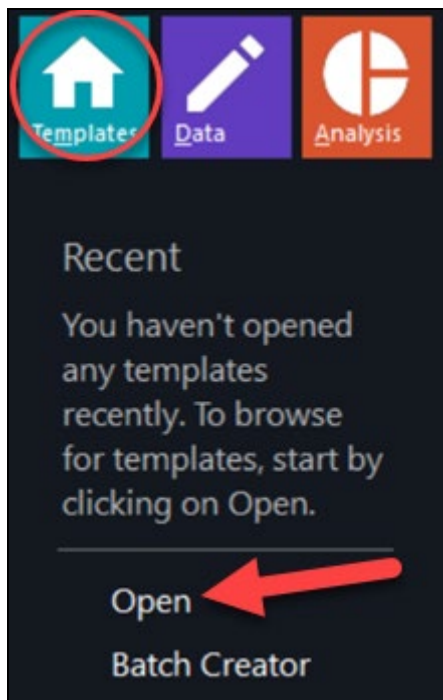 Templates
Data
Analysis
Recent
You haven't opened
any templates
recently. To browse
for templates, start by
clicking on Open.
Open
Batch Creator